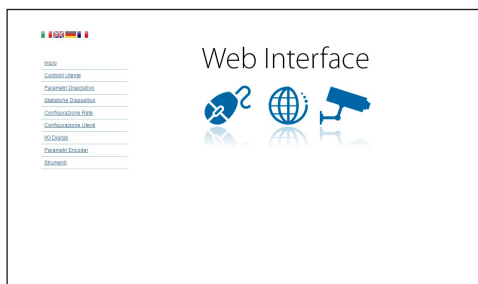 Web Interface
Inizio
Controlli Utente
Parametri Dispositivo
Statistiche Dispositivo
Configurazione Rete
Configurazione Utenti
I/O Digitali
Parametri Encoder
Strumenti